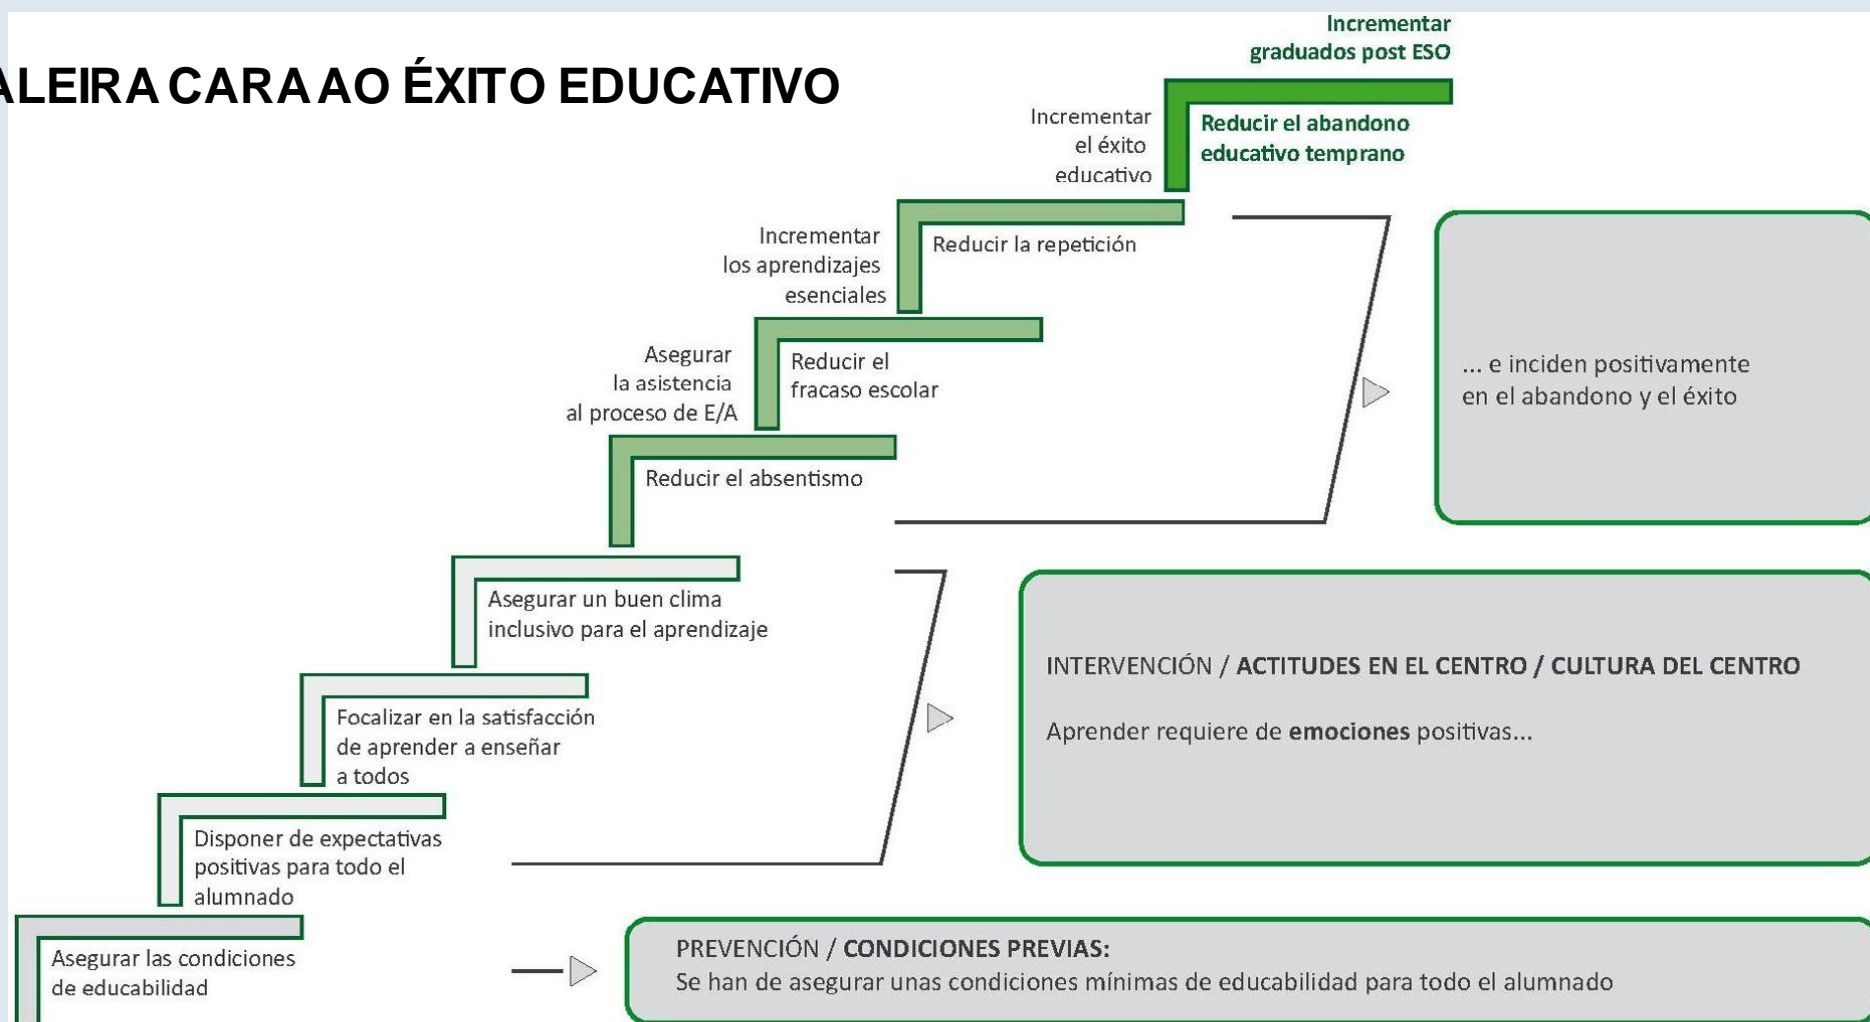 ALEIRA CARA AO ÉXITO EDUCATIVO
Incrementar
graduados post ESO
Reducir el abandono
educativo temprano
Incrementar
el éxito
educativo
Reducir la repetición
Incrementar
los aprendizajes
esenciales
Reducir el
fracaso escolar
Asegurar
la asistencia
al proceso de E/A
Reducir el absentismo
... e inciden positivamente
en el abandono y el éxito
Asegurar un buen clima
inclusivo para el aprendizaje
Focalizar en la satisfacción
de aprender a enseñar
a todos
Disponer de expectativas
positivas para todo el
alumnado
INTERVENCIÓN / ACTITUDES EN EL CENTRO / CULTURA DEL CENTRO
Aprender requiere de emociones positivas...
Asegurar las condiciones
de educabilidad
PREVENCIÓN / CONDICIONES PREVIAS:
Se han de asegurar unas condiciones mínimas de educabilidad para todo el alumnado